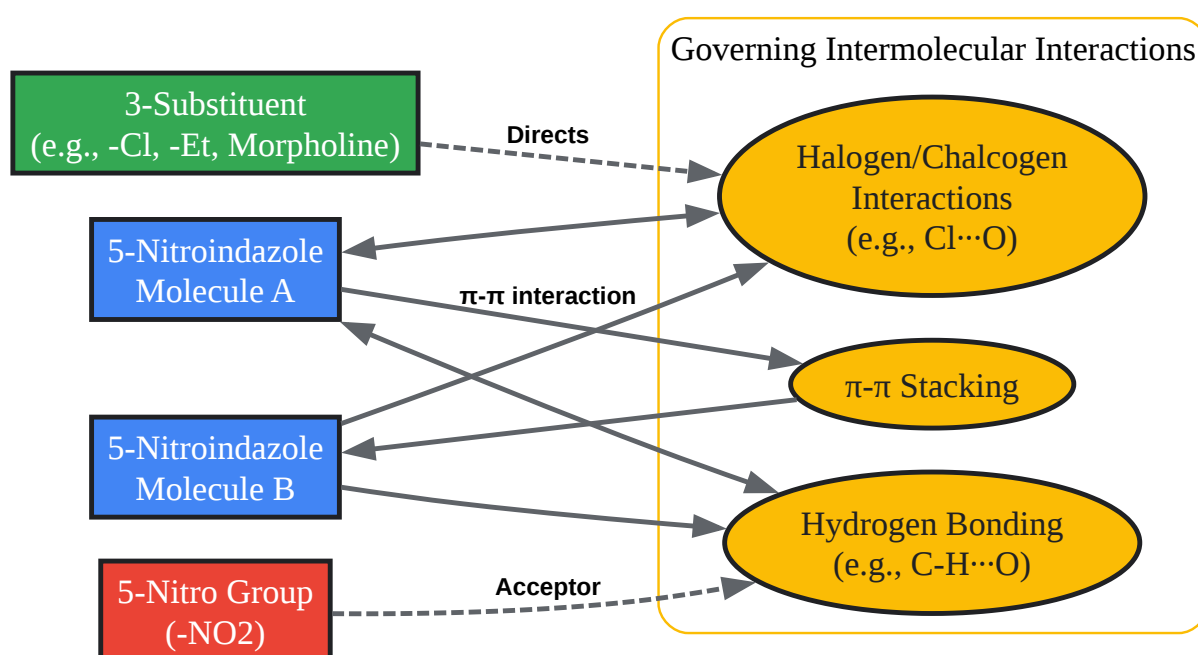 Governing Intermolecular Interactions
3-Substituent
(e.g., -Cl, -Et, Morpholine)
Directs
Halogen/Chalcogen
Interactions
(e.g., Cl···O)
5-Nitroindazole
Molecule A
π-π interaction
π-π Stacking
5-Nitroindazole
Molecule B
Hydrogen Bonding
(e.g., C-H···O)
5-Nitro Group
(-NO2)
Acceptor